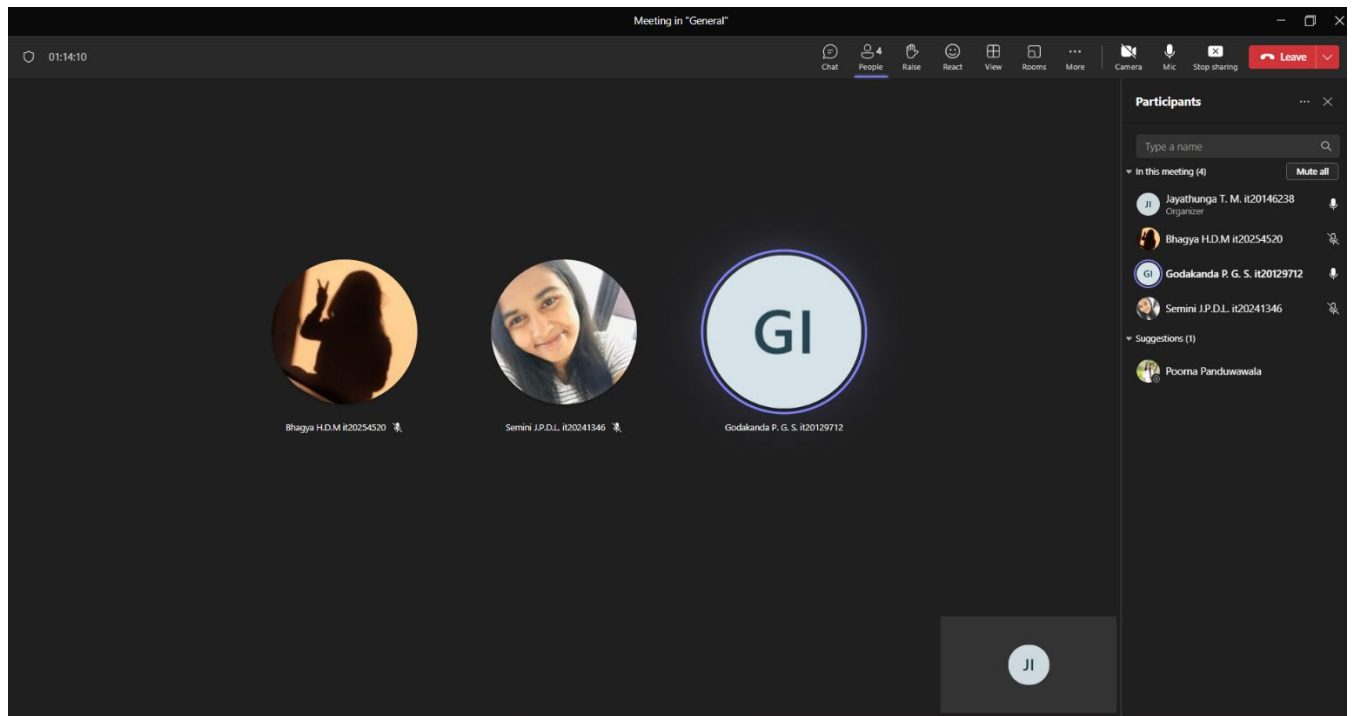 Meeting in "General"
01:14:10
4
Chat People Raise React View Rooms More Camera Mic Stop sharing Leave
Participants
Type a name
In this meeting (4) Mute all
JI Jayathunga T. M. it20146238
Organizer
Bhagya H.D.M it20254520
GI Godakanda P. G. S. it20129712
Semini J.P.D.L. it20241346
Suggestions (1)
Poorna Panduwawala
GI
Bhagya H.D.M it20254520
Semini J.P.D.L. it20241346
Godakanda P. G. S. it20129712
JI